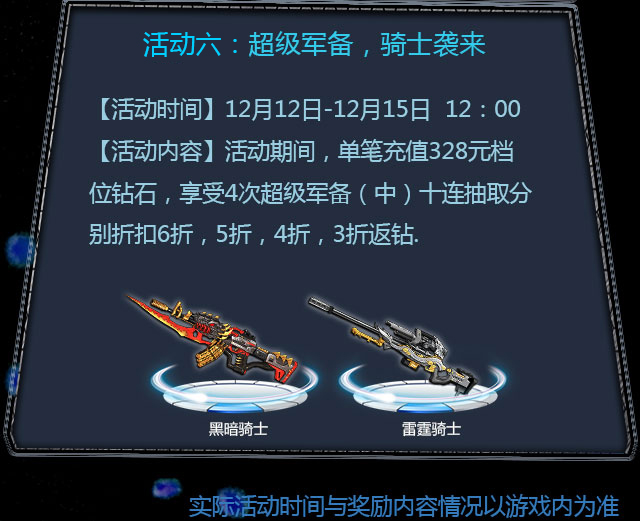 活动六：超级军备，骑士袭来
【活动时间】12月12日-12月15日 12：00
【活动内容】活动期间，单笔充值328元档
位钻石，享受4次超级军备（中）十连抽取分
别折扣6折，5折，4折，3折返钻.
黑暗骑士 雷霆骑士
实际活动时间与奖励内容情况以游戏内为准